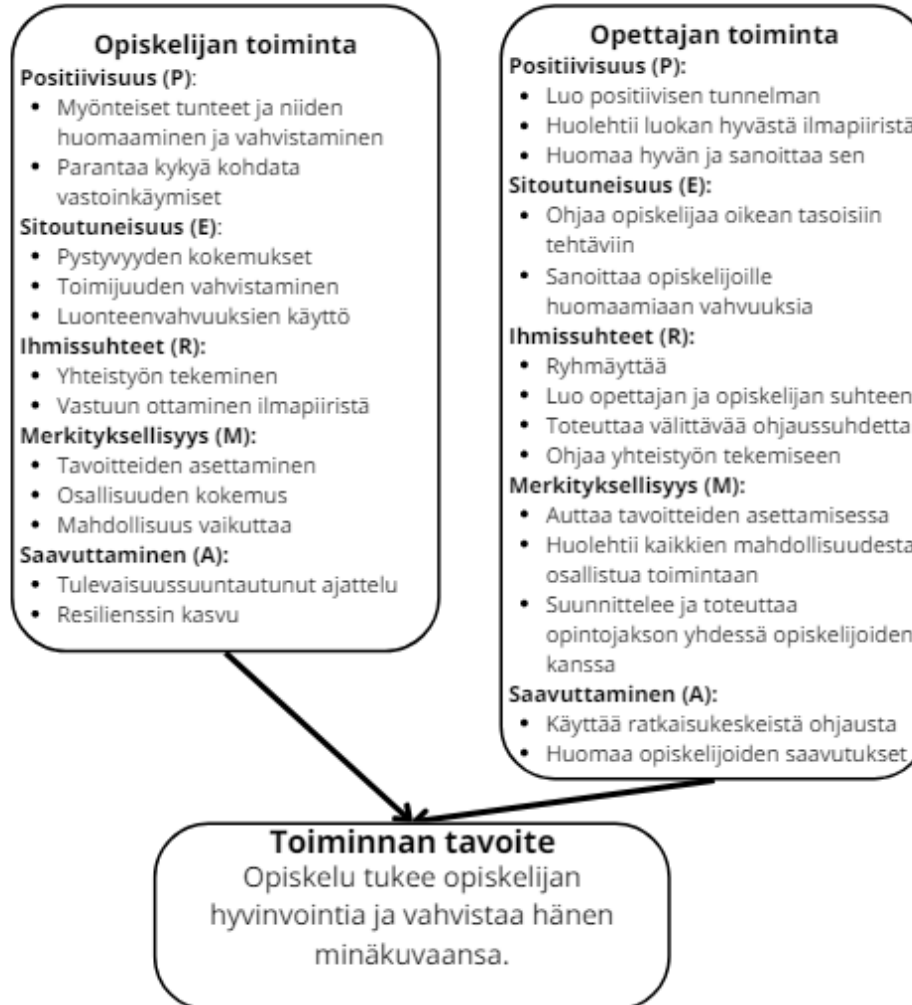 Opiskelijan toiminta
Positiivisuus (P):
• Myönteiset tunteet ja niiden
huomaaminen ja vahvistaminen
• Parantaa kykyä kohdata
vastoinkäymiset
Sitoutuneisuus (E):
• Pystyvyyden kokemukset
• Toimijuuden vahvistaminen
• Luonteenvahvuuksien käyttö
Ihmissuhteet (R):
• Yhteistyön tekeminen
• Vastuun ottaminen ilmapiiristä
Merkityksellisyys (M):
• Tavoitteiden asettaminen
• Osallisuuden kokemus
• Mahdollisuus vaikuttaa
Saavuttaminen (A):
• Tulevaisuussuuntautunut ajattelu
• Resilienssin kasvu
Opettajan toiminta
Positiivisuus (P):
• Luo positiivisen tunnelman
• Huolehtii luokan hyvästä ilmapiiristä
• Huomaa hyvän ja sanoittaa sen
Sitoutuneisuus (E):
• Ohjaa opiskelijaa oikean tasoisiin
tehtäviin
• Sanoittaa opiskelijoille
huomaamiaan vahvuuksia
Ihmissuhteet (R):
• Ryhmäyttää
• Luo opettajan ja opiskelijan suhteen
• Toteuttaa välittävää ohjaussuhdetta
• Ohjaa yhteistyön tekemiseen
Merkityksellisyys (M):
• Auttaa tavoitteiden asettamisessa
• Huolehtii kaikkien mahdollisuudesta
osallistua toimintaan
• Suunnittelee ja toteuttaa
opintojakson yhdessä opiskelijoiden
kanssa
Saavuttaminen (A):
• Käyttää ratkaisukeskeistä ohjausta
• Huomaa opiskelijoiden saavutukset
Toiminnan tavoite
Opiskelu tukee opiskelijan
hyvinvointia ja vahvistaa hänen
minäkuvaansa.